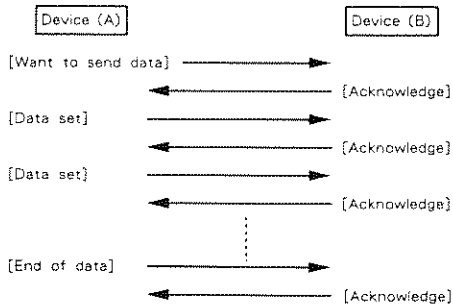 Device (A) Device (B)
[Want to send data]
[Acknowledge]
[Data set]
[Acknowledge]
[Data set]
[Acknowledge]
[End of data]
[Acknowledge]